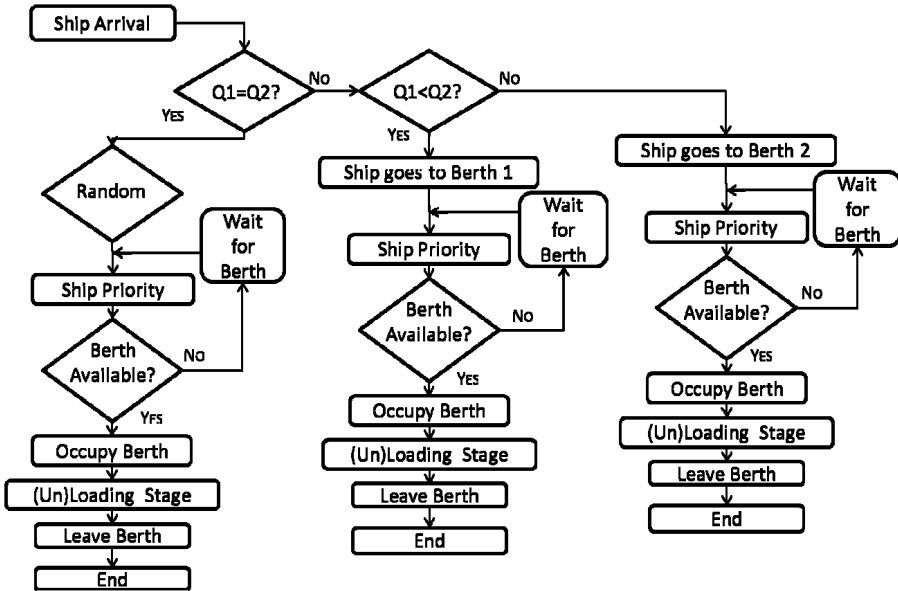 Ship Arrival
Q1=Q2?
No
Q1<Q2?
No
YES
YES
Ship goes to Berth 1
Ship goes to Berth 2
Random
Wait
for
Berth
Wait
for
Berth
Wait
for
Berth
Ship Priority
Ship Priority
Ship Priority
Berth
Available?
No
YES
Berth
Available?
No
YES
Berth
Available?
No
YES
Occupy Berth
(Un)Loading Stage
Leave Berth
End
Occupy Berth
(Un)Loading Stage
Leave Berth
End
Occupy Berth
(Un)Loading Stage
Leave Berth
End